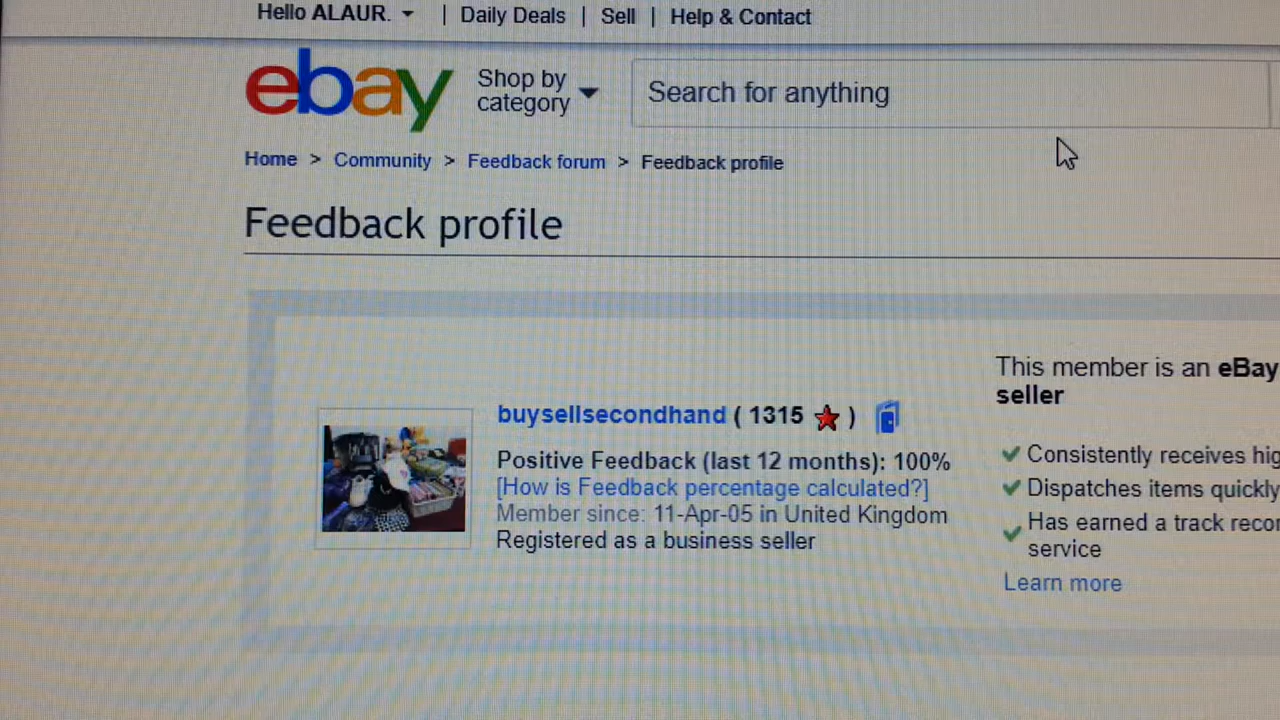 Hello ALAUR. | Daily Deals | Sell | Help & Contact
ebay
Shop by
category
Search for anything
Home > Community > Feedback forum > Feedback profile
Feedback profile
This member is an eBay
seller
buysellsecondhand ( 1315 )
Positive Feedback (last 12 months): 100%
[How is Feedback percentage calculated?]
Member since: 11-Apr-05 in United Kingdom
Registered as a business seller
Consistently receives
Dispatches items quickly
Has earned a track
service
Learn more